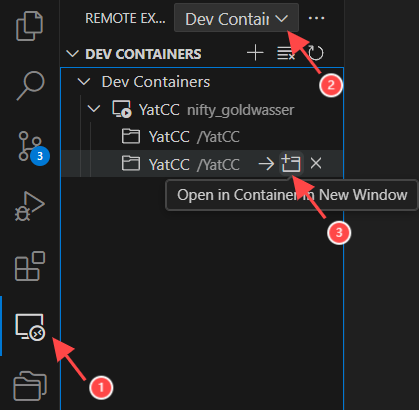 REMOTE EX... Dev Contai
2
DEV CONTAINERS
Dev Containers
YatCC nifty_goldwasser
YatCC /YatCC
3
YatCC /YatCC
Open in Container in New Window
3
1